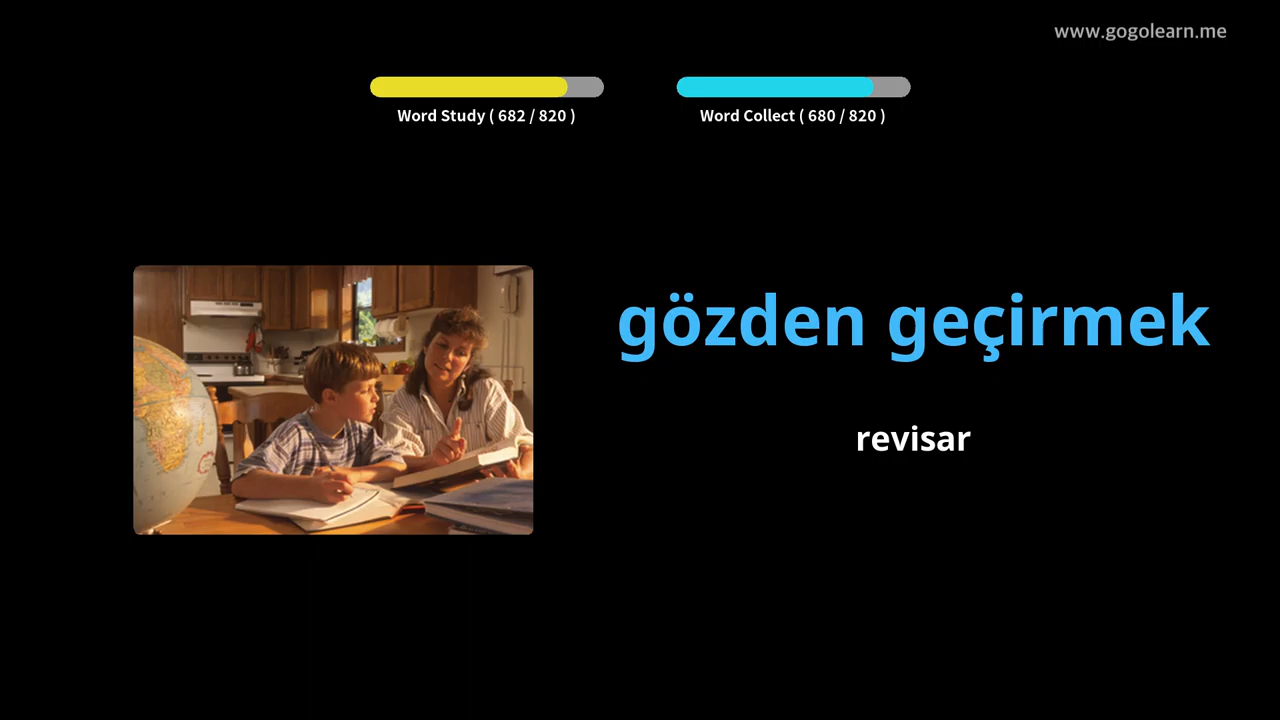 www.gogolearn.me
Word Study ( 682 / 820 )
Word Collect ( 680 / 820 )
gözden geçirmek
revisar